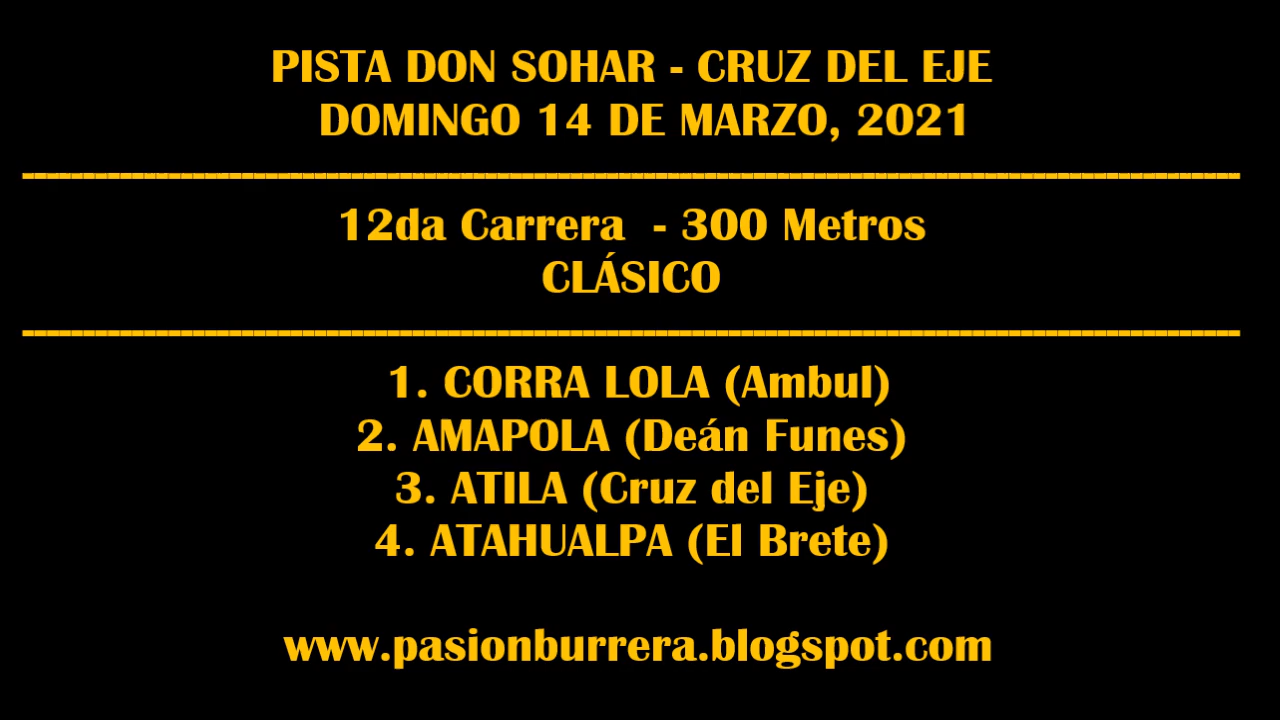 PISTA DON SOHAR - CRUZ DEL EJE
DOMINGO 14 DE MARZO, 2021
12da Carrera - 300 Metros
CLÁSICO
1. CORRA LOLA (Ambul)
2. AMAPOLA (Deán Funes)
3. ATILA (Cruz del Eje)
4. ATAHUALPA (El Brete)
www.pasionburrera.blogspot.com